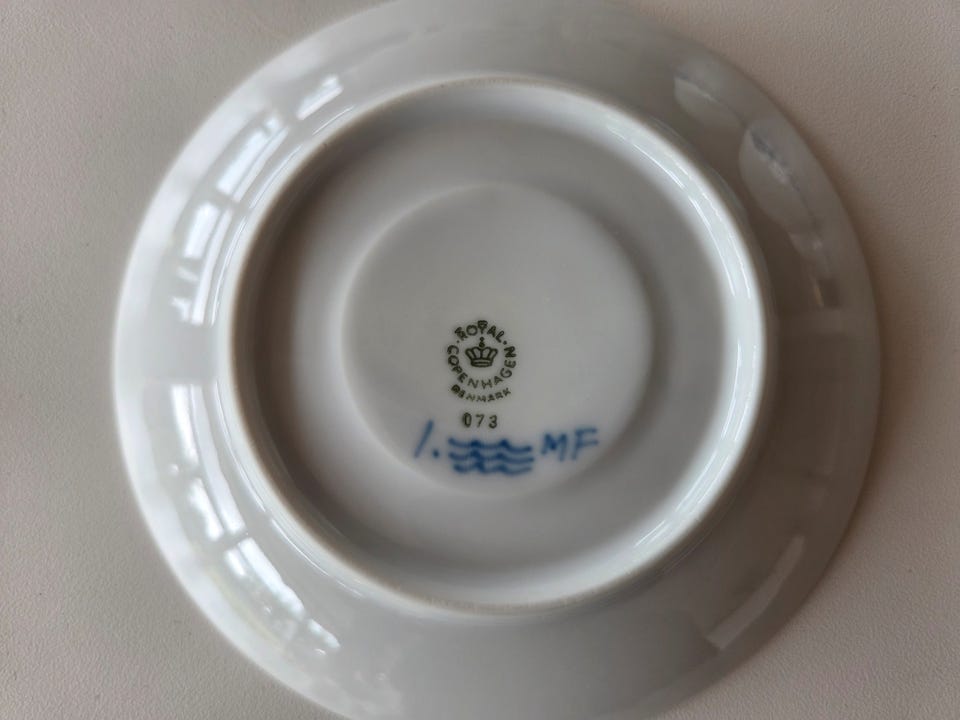 ROYAL
COPENHAGEN
DENMARK
073
1. MF